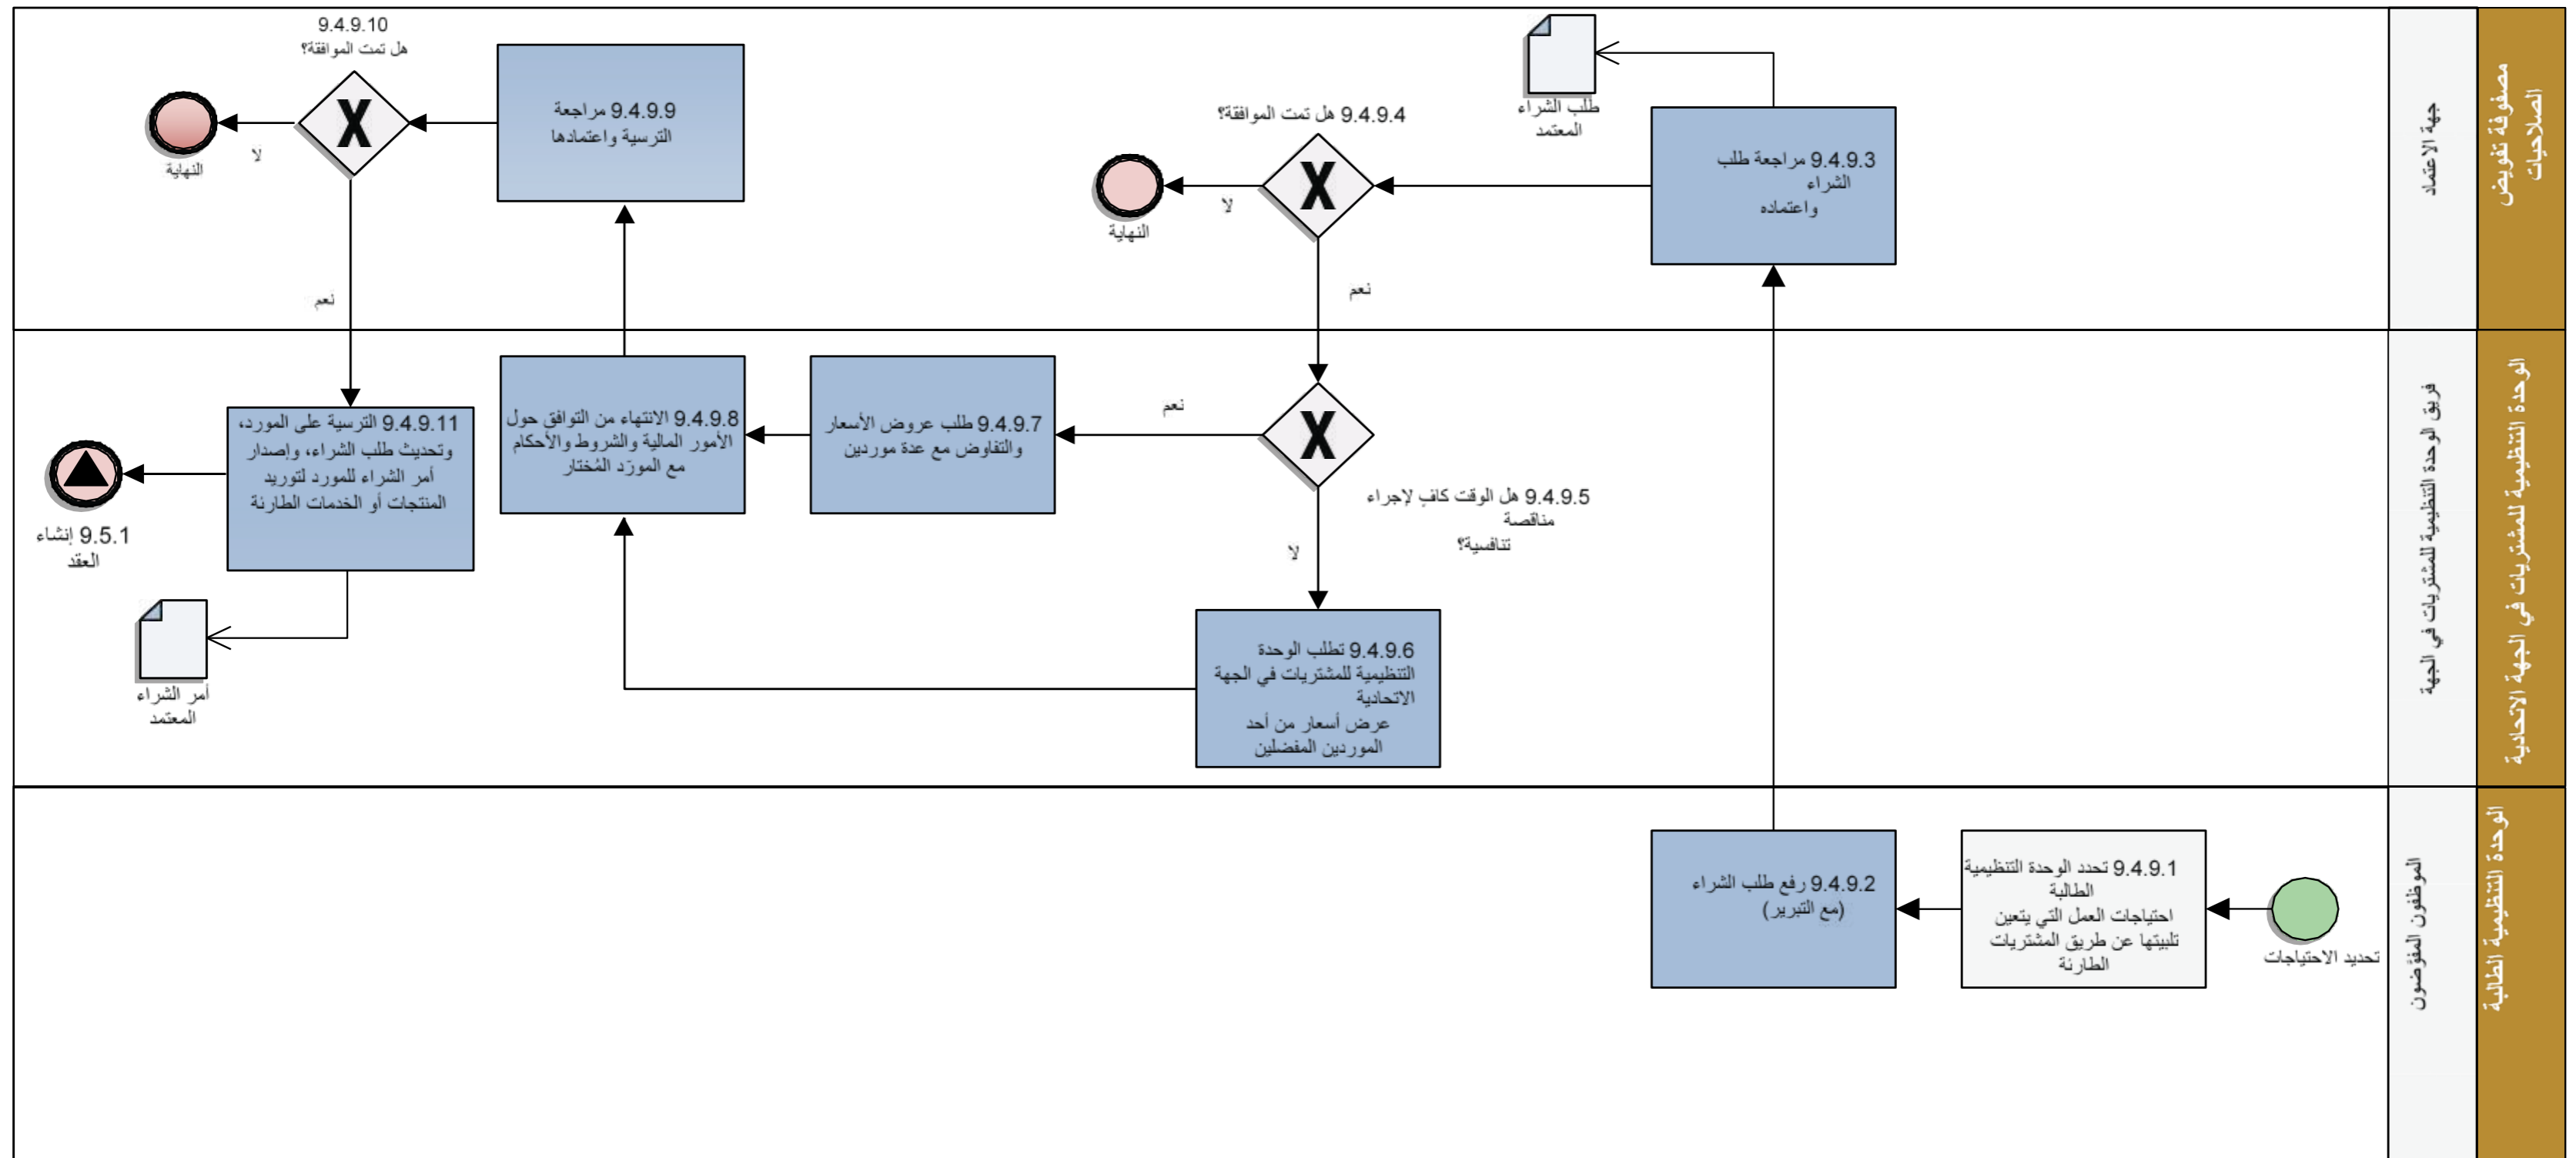 مصفوفة تفويض
الصلاحيات
جهة الاعتماد
طلب الشراء
المعتمد
9.4.9.3 مراجعة طلب
الشراء
واعتماده
9.4.9.4 هل تمت الموافقة؟
لا
النهاية
نعم
9.4.9.9 مراجعة
الترسية واعتمادها
9.4.9.10
هل تمت الموافقة؟
لا
النهاية
نعم
الوحدة التنظيمية للمشتريات في الجهة الاتحادية
فريق الوحدة التنظيمية للمشتريات في الجهة
9.4.9.5 هل الوقت كافٍ لإجراء
مناقصة
تنافسية؟
نعم
لا
9.4.9.6 تطلب الوحدة
التنظيمية للمشتريات في الجهة
الاتحادية
عرض أسعار من أحد
الموردين المفضلين
9.4.9.7 طلب عروض الأسعار
والتفاوض مع عدة موردين
9.4.9.8 الانتهاء من التوافق حول
الأمور المالية والشروط والأحكام
مع المورّد المُختار
9.4.9.11 الترسية على المورد،
وتحديث طلب الشراء، وإصدار
أمر الشراء للمورد لتوريد
المنتجات أو الخدمات الطارئة
9.5.1 إنشاء
العقد
أمر الشراء
المعتمد
الوحدة التنظيمية الطالبة
الموظفون المفوَّضون
تحديد الاحتياجات
9.4.9.1 تحدد الوحدة التنظيمية
الطالبة
احتياجات العمل التي يتعين
تلبيتها عن طريق المشتريات
الطارئة
9.4.9.2 رفع طلب الشراء
(مع التبرير)